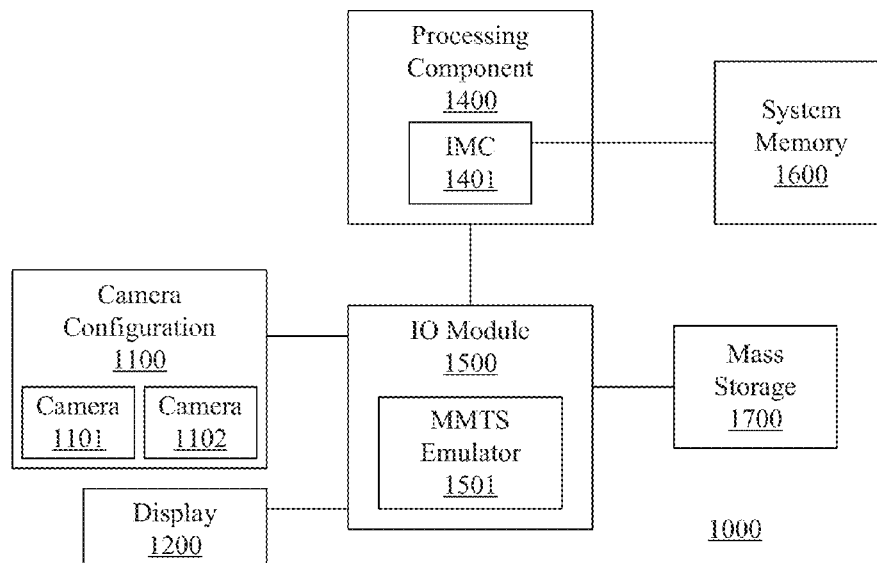 Processing
Component
1400
IMC
1401
System
Memory
1600
Camera
Configuration
1100
Camera
1101
Camera
1102
IO Module
1500
MMTS
Emulator
1501
Mass
Storage
1700
Display
1200
1000